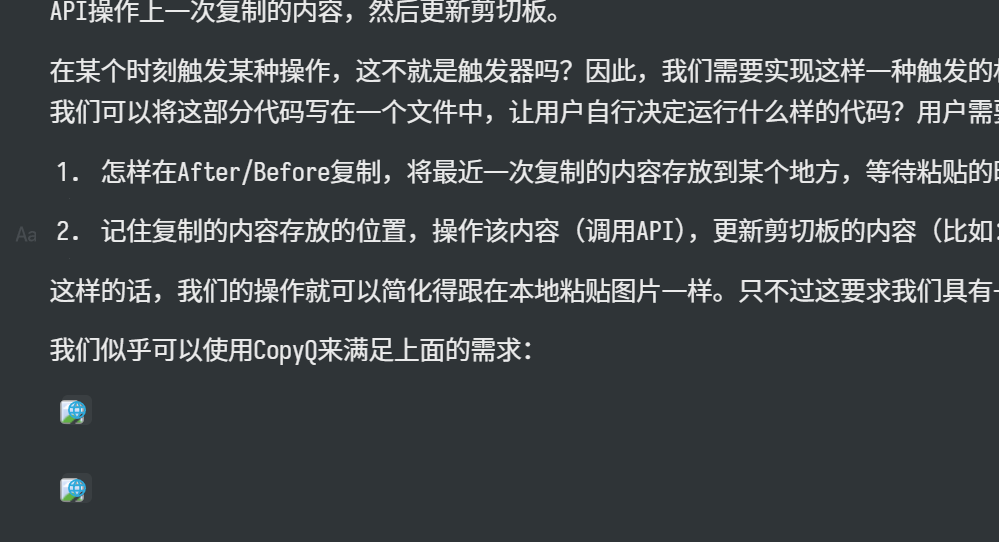 API操作上一次复制的内容，然后更新剪切板。
在某个时刻触发某种操作，这不就是触发器吗？因此，我们需要实现这样一种触发的
我们可以将这部分代码写在一个文件中，让用户自行决定运行什么样的代码？用户需
1. 怎样在After/Before复制，将最近一次复制的内容存放到某个地方，等待粘贴的
Aa 2. 记住复制的内容存放的位置，操作该内容（调用API），更新剪切板的内容（比如
这样的话，我们的操作就可以简化得跟在本地粘贴图片一样。只不过这要求我们具有
我们似乎可以使用CopyQ来满足上面的需求：